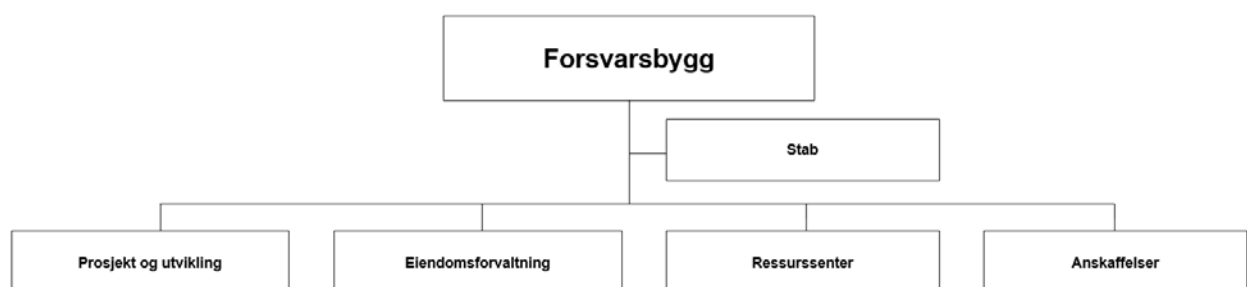 Forsvarsbygg
Stab
Prosjekt og utvikling
Eiendomsforvaltning
Ressurssenter
Anskaffelser